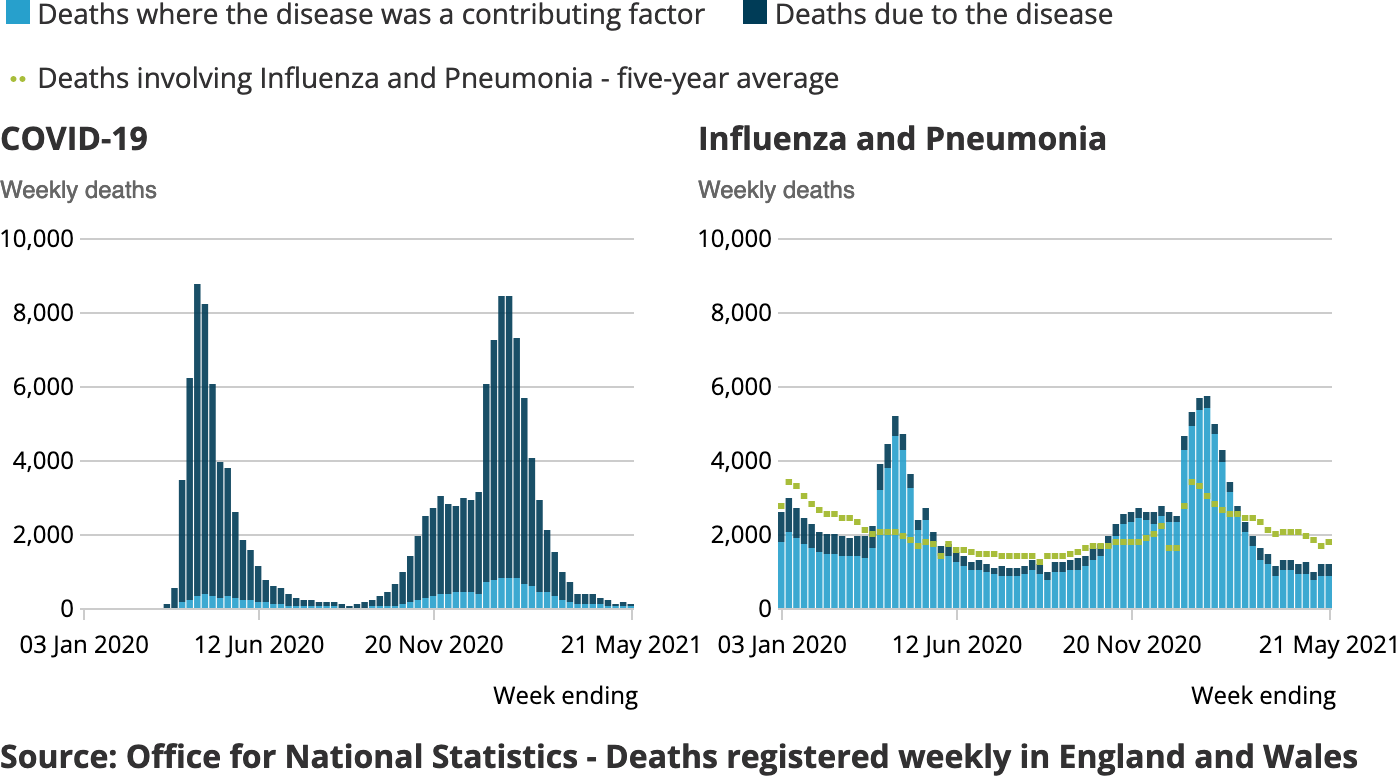 Deaths where the disease was a contributing factor Deaths due to the disease
Deaths involving Influenza and Pneumonia - five-year average
COVID-19
Weekly deaths
10,000
8,000
6,000
4,000
2,000
0
03 Jan 2020 12 Jun 2020 20 Nov 2020 21 May 2021
Week ending
Influenza and Pneumonia
Weekly deaths
10,000
8,000
6,000
4,000
2,000
0
03 Jan 2020 12 Jun 2020 20 Nov 2020 21 May 2021
Week ending
Source: Office for National Statistics - Deaths registered weekly in England and Wales